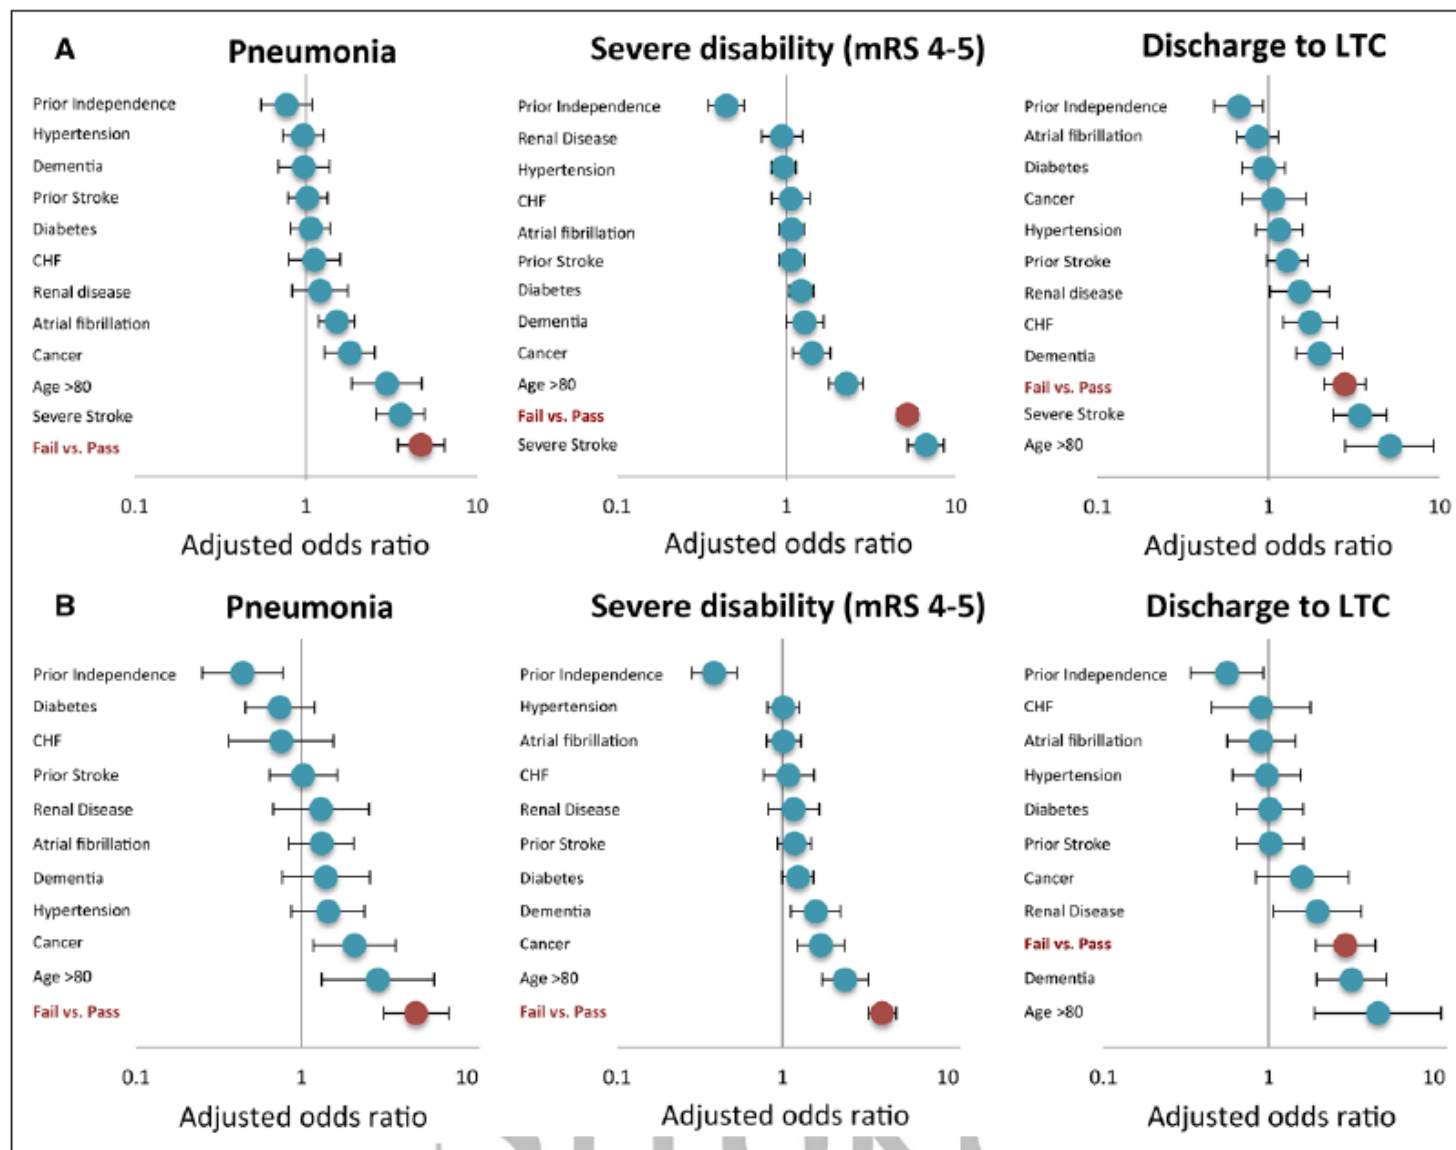 A
Pneumonia
Prior Independence
Hypertension
Dementia
Prior Stroke
Diabetes
CHF
Renal disease
Atrial fibrillation
Cancer
Age >80
Severe Stroke
Fail vs. Pass
0.1 1 10
Adjusted odds ratio
Severe disability (mRS 4-5)
Prior Independence
Renal Disease
Hypertension
CHF
Atrial fibrillation
Prior Stroke
Diabetes
Dementia
Cancer
Age >80
Fail vs. Pass
Severe Stroke
0.1 1 10
Adjusted odds ratio
Discharge to LTC
Prior Independence
Atrial fibrillation
Diabetes
Cancer
Hypertension
Prior Stroke
Renal disease
CHF
Dementia
Fail vs. Pass
Severe Stroke
Age >80
0.1 1 10
Adjusted odds ratio
B
Pneumonia
Prior Independence
Diabetes
CHF
Prior Stroke
Renal Disease
Atrial fibrillation
Dementia
Hypertension
Cancer
Age >80
Fail vs. Pass
0.1 1 10
Adjusted odds ratio
Severe disability (mRS 4-5)
Prior Independence
Hypertension
Atrial fibrillation
CHF
Renal Disease
Prior Stroke
Diabetes
Dementia
Cancer
Age >80
Fail vs. Pass
0.1 1 10
Adjusted odds ratio
Discharge to LTC
Prior Independence
CHF
Atrial fibrillation
Hypertension
Diabetes
Prior Stroke
Cancer
Renal Disease
Fail vs. Pass
Dementia
Age >80
0.1 1 10
Adjusted odds ratio